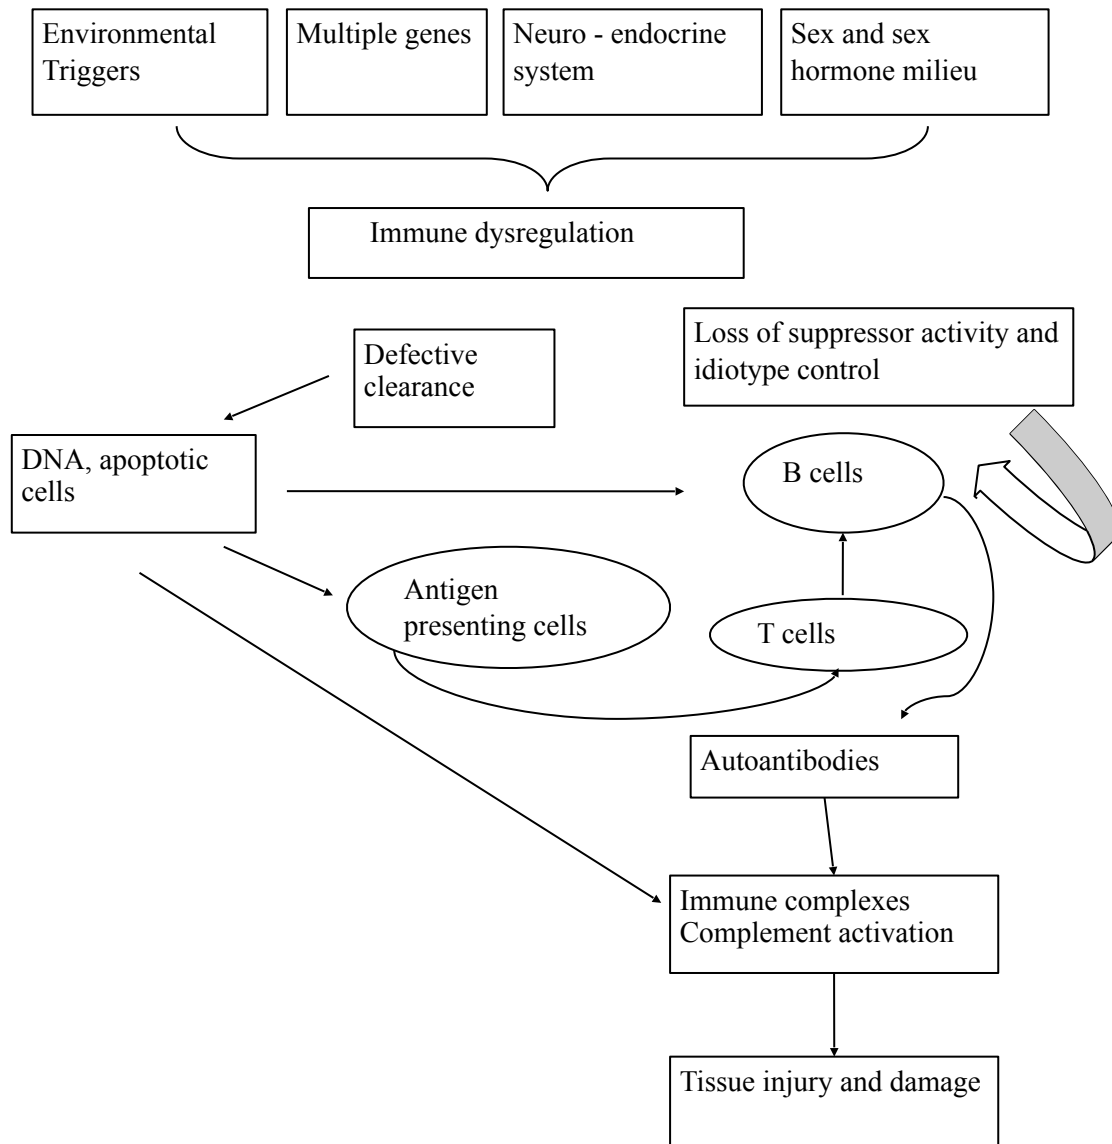 Environmental
Triggers
Multiple genes
Neuro - endocrine
system
Sex and sex
hormone milieu
Immune dysregulation
Loss of suppressor activity and
idiotype control
Defective
clearance
DNA, apoptotic
cells
B cells
Antigen
presenting cells
T cells
Autoantibodies
Immune complexes
Complement activation
Tissue injury and damage